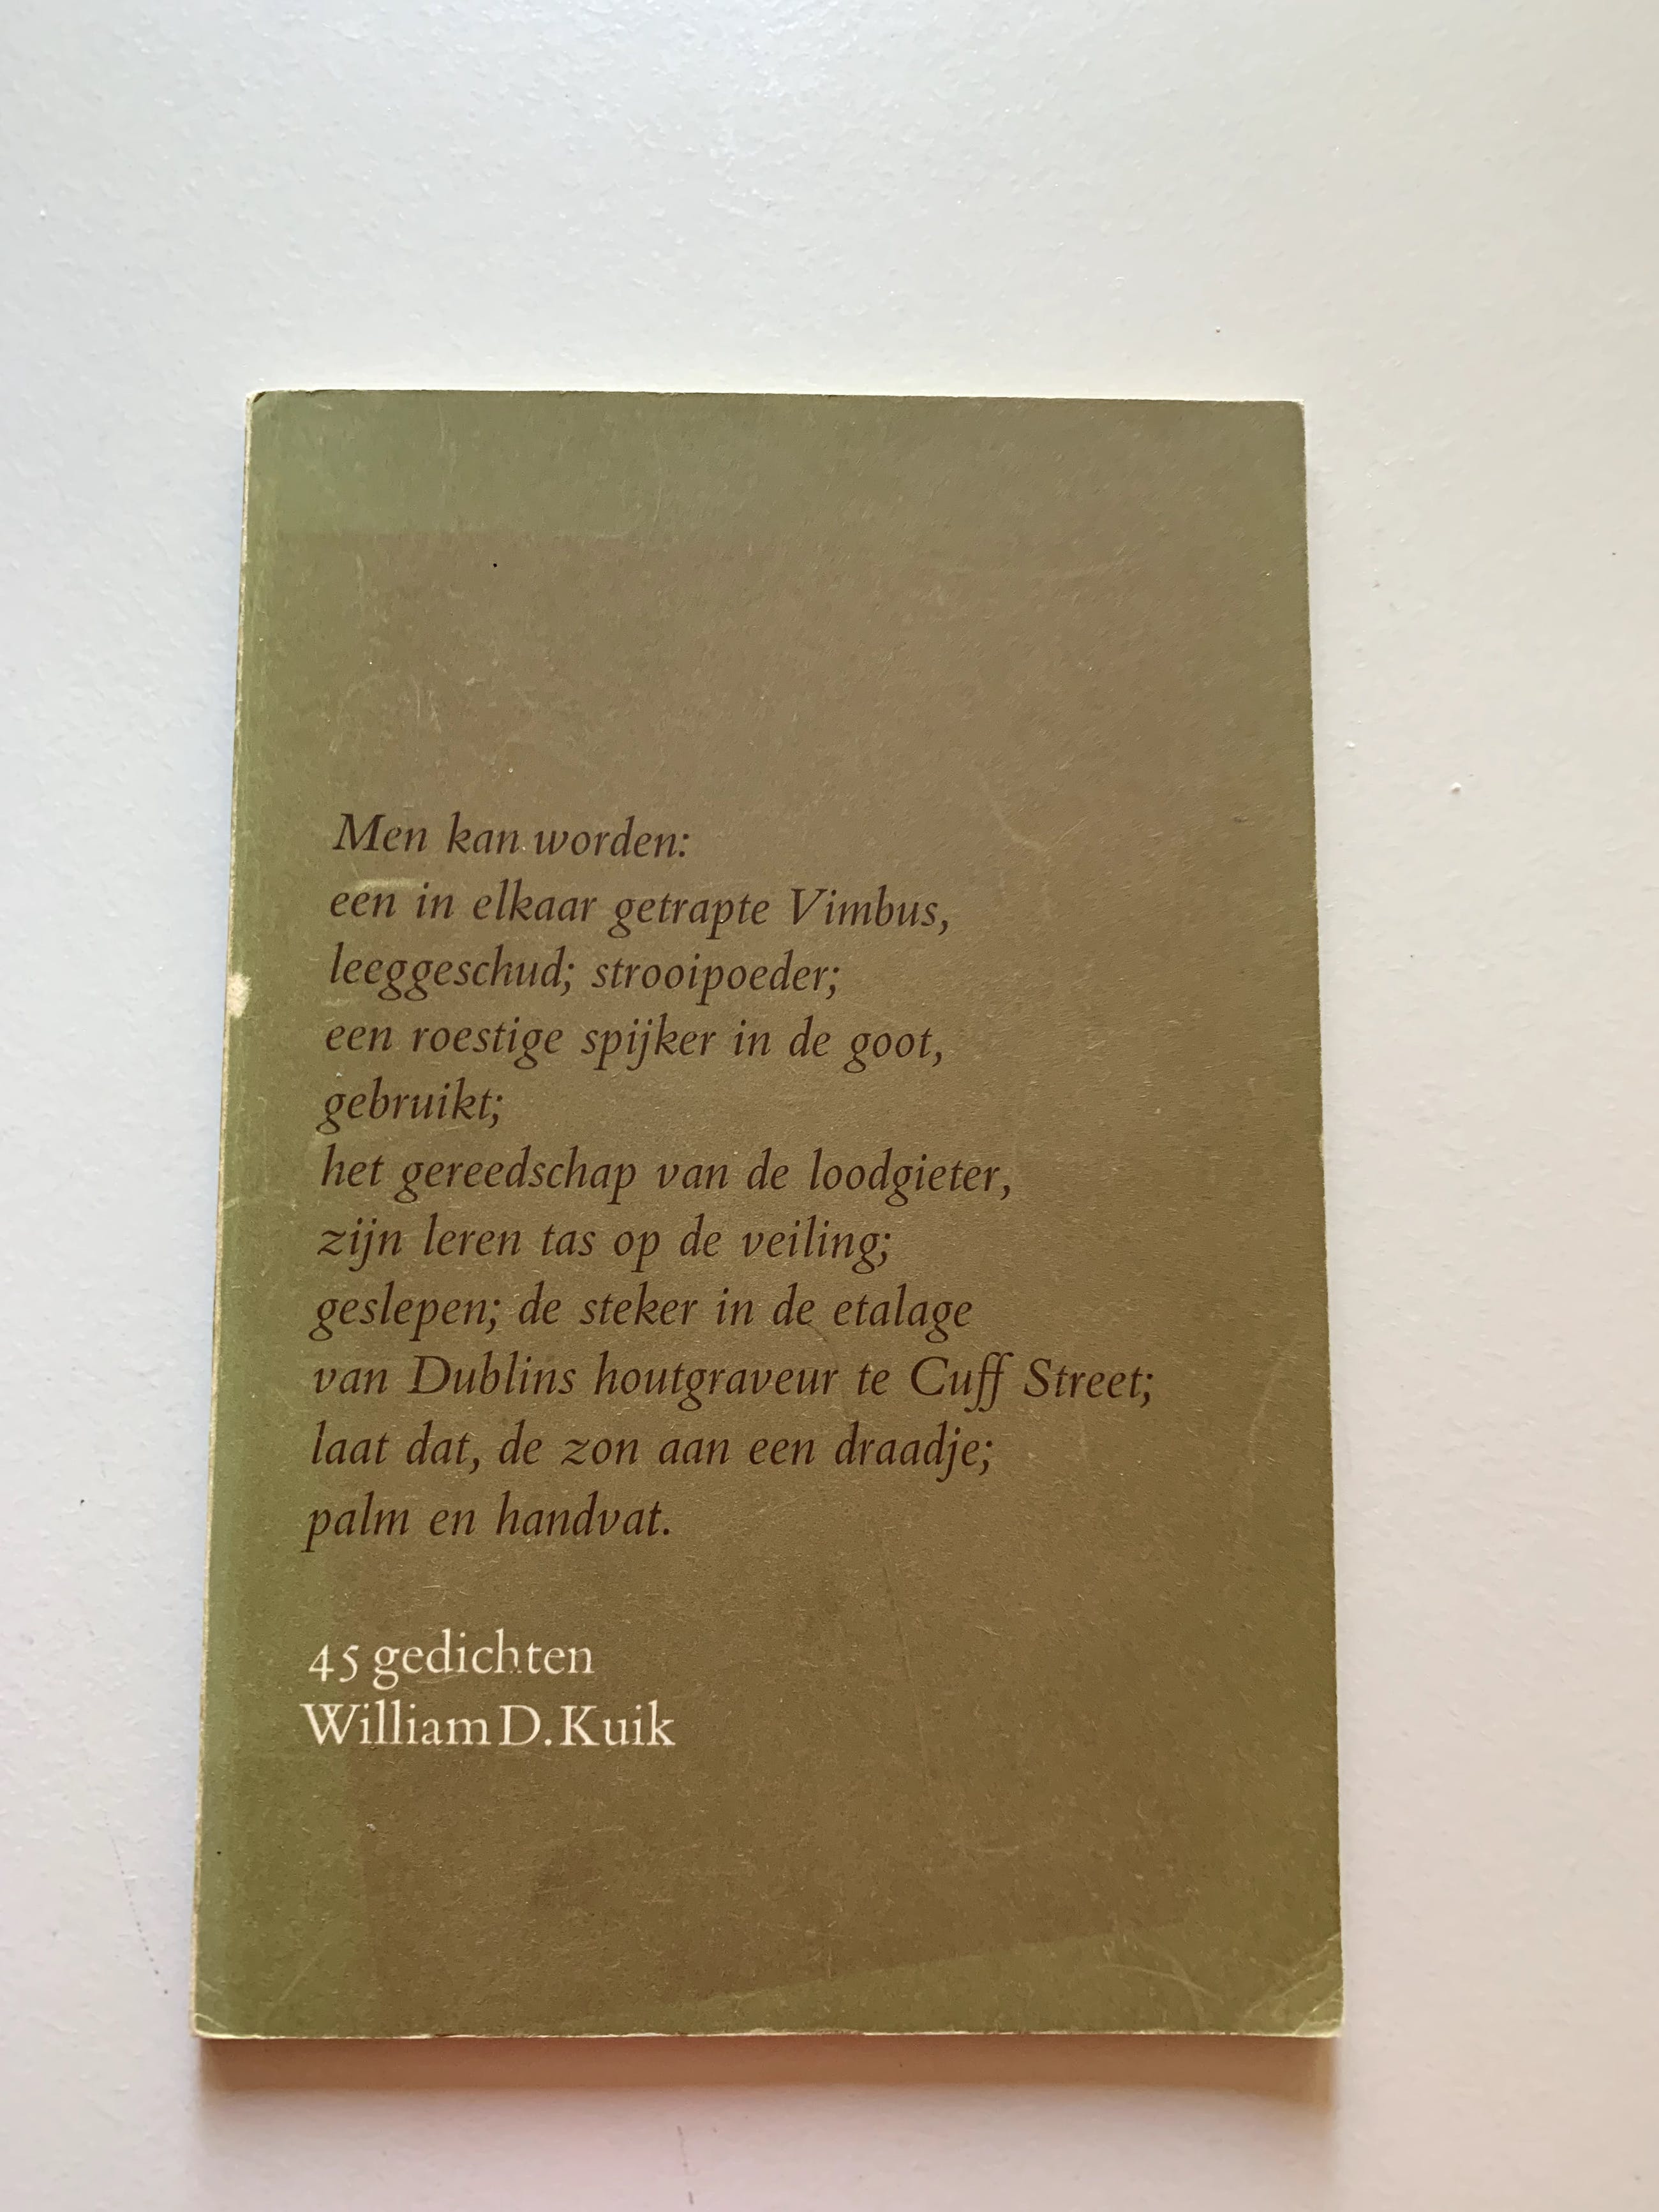 Men kan worden:
een in elkaar getrapte Vimbus,
leeggeschud; strooipoeder;
een roestige spijker in de goot,
gebruikt;
het gereedschap van de loodgieter,
zijn leren tas op de veiling;
geslepen; de steker in de etalage
van Dublins houtgraveur te Cuff Street;
laat dat, de zon aan een draadje;
palm en handvat.
45 gedichten
William D. Kuik